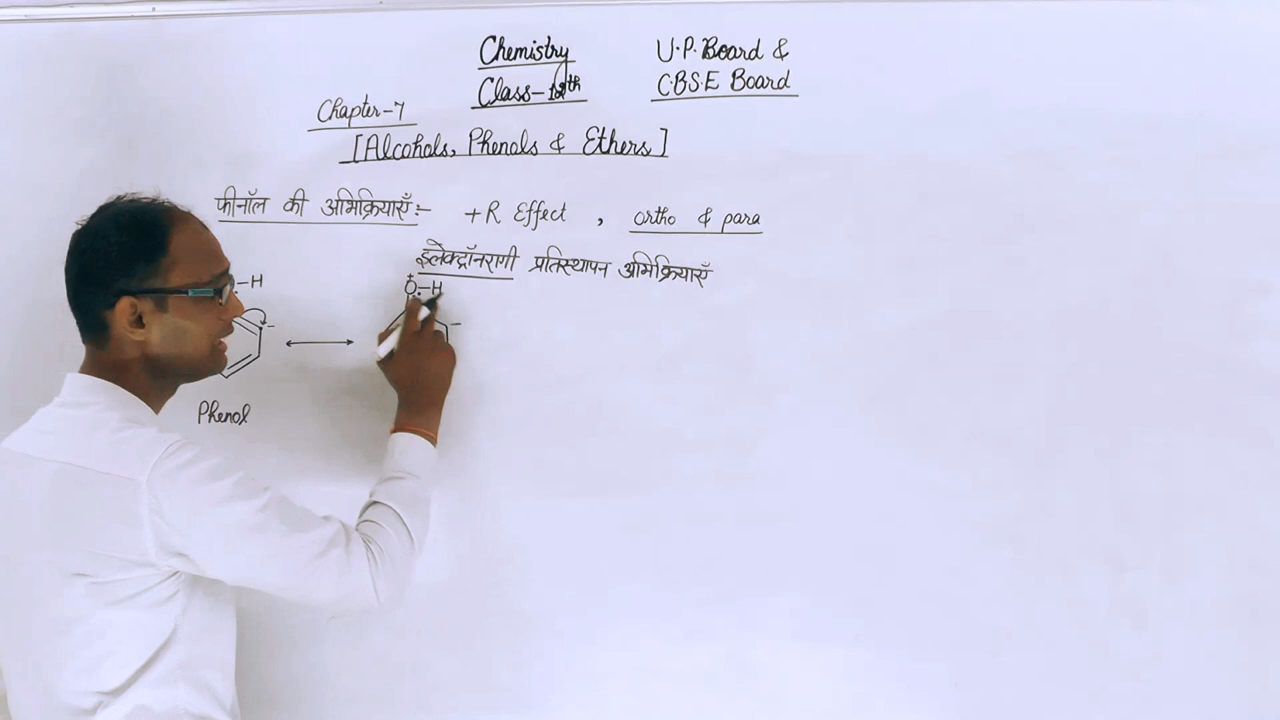 Chemistry
Class-12th
U.P. Board &
C.B.S.E Board
Chapter-7
[Alcohols, Phenols & Ethers]
फीनॉल की अभिक्रियाएँ :- +R Effect , ortho & para
इलेक्ट्रॉनरागी प्रतिस्थापन अभिक्रियाएँ
-H
+
O-H
-
-
Phenol